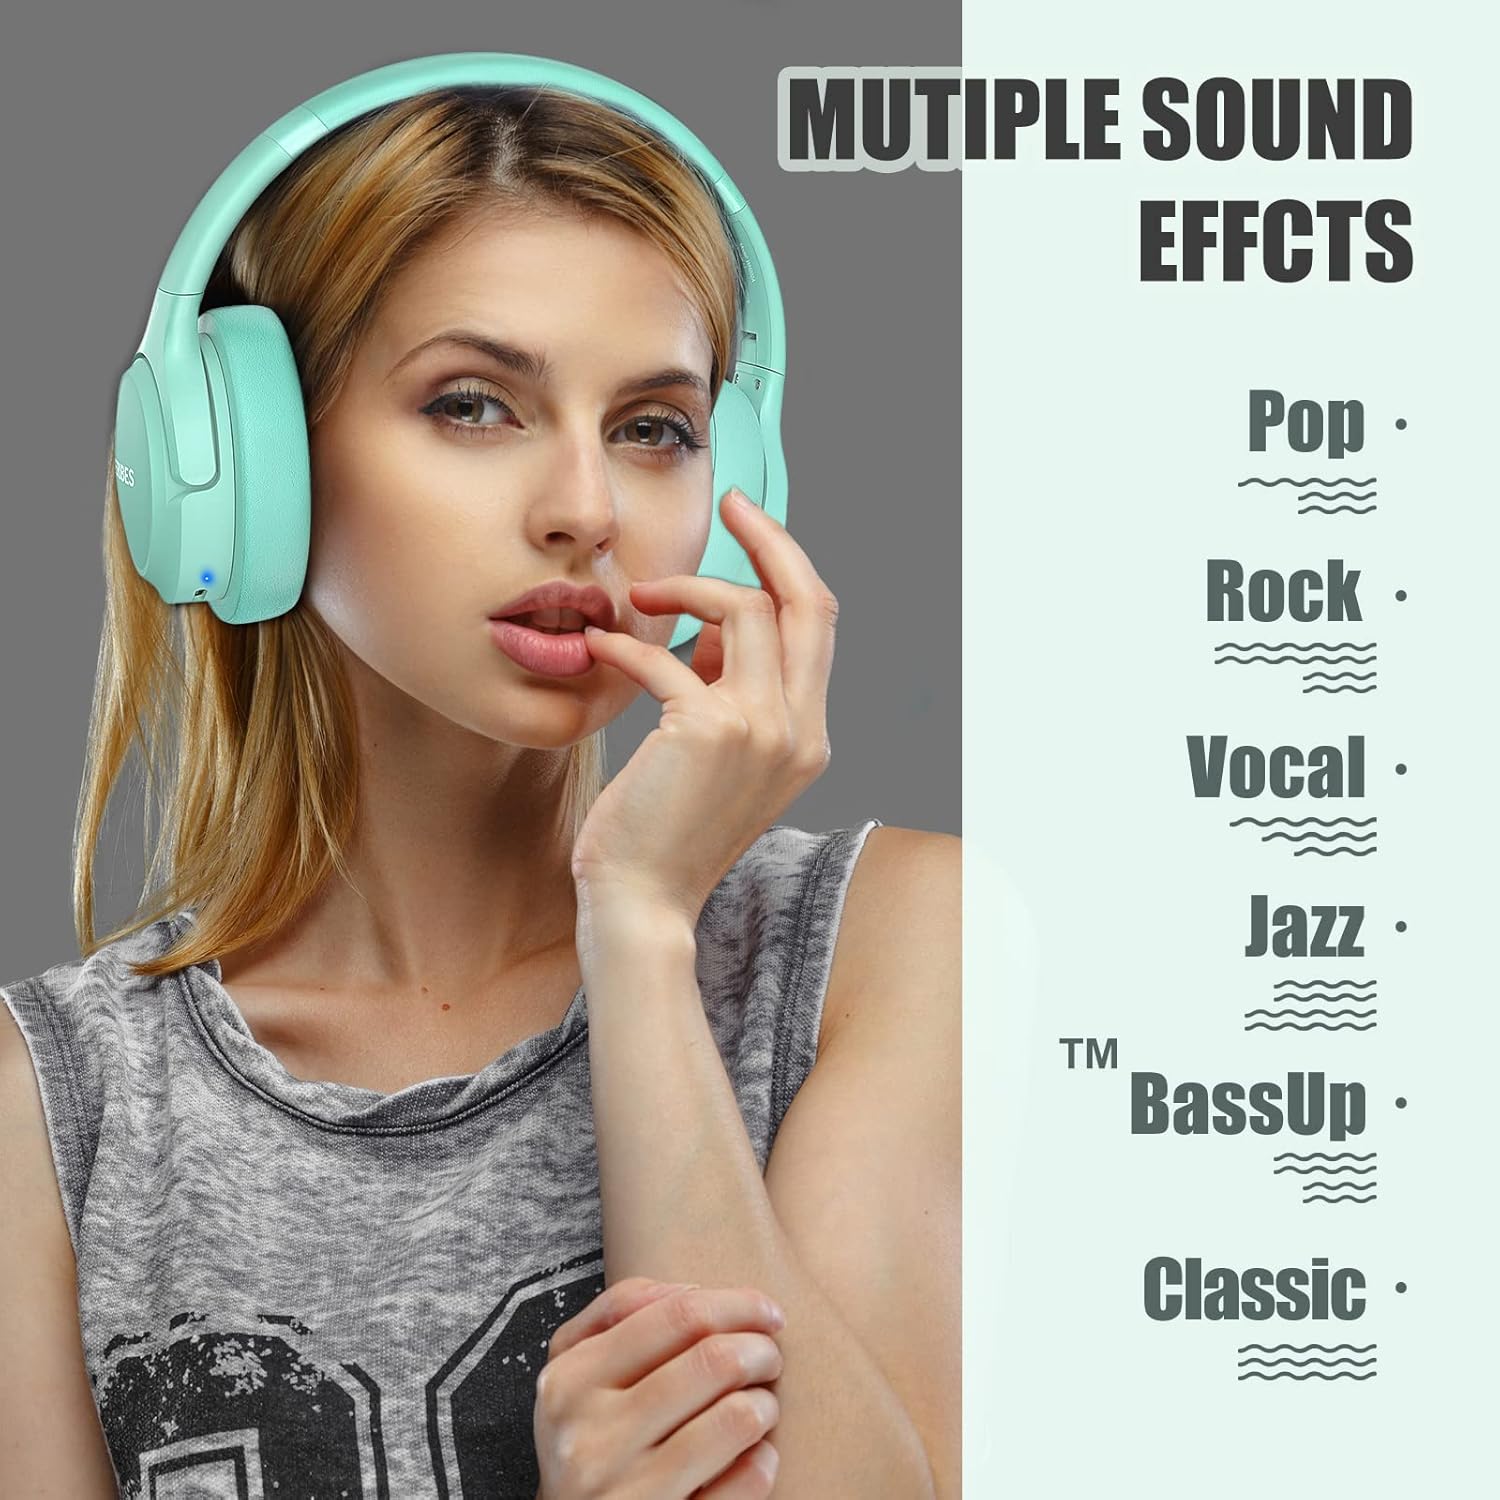 MUTIPLE SOUND
EFFCTS
Pop
Rock
Vocal
Jazz
TM
BassUp
Classic